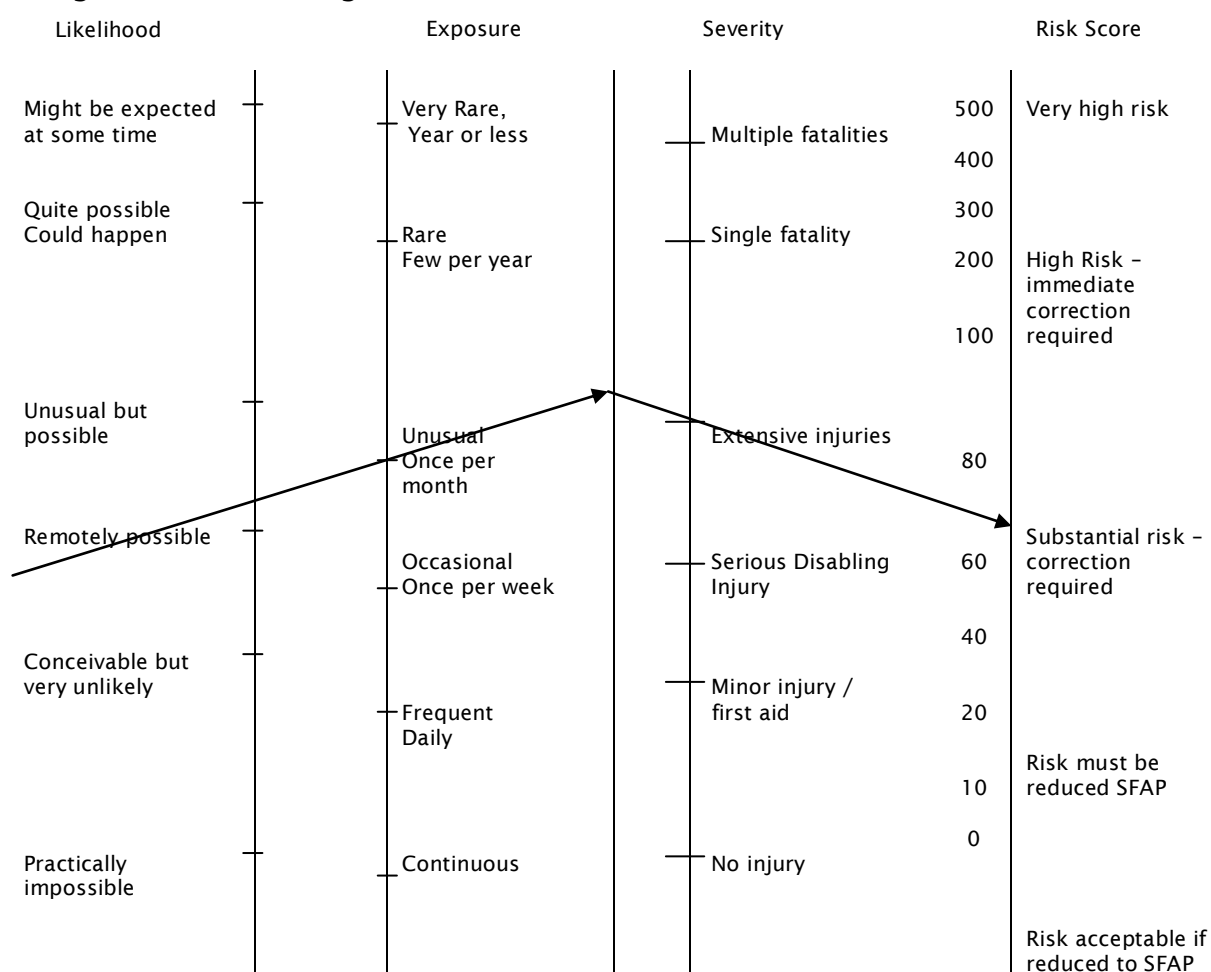 Likelihood
Exposure
Severity
Risk Score
Might be expected
at some time
Quite possible
Could happen
Unusual but
possible
Remotely possible
Conceivable but
very unlikely
Practically
impossible
Very Rare,
Year or less
Rare
Few per year
Unusual
Once per
month
Occasional
Once per week
Frequent
Daily
Continuous
Multiple fatalities
Single fatality
Extensive injuries
Serious Disabling
Injury
Minor injury /
first aid
No injury
500
400
300
200
100
80
60
40
20
10
0
Very high risk
High Risk –
immediate
correction
required
Substantial risk –
correction
required
Risk must be
reduced SFAP
Risk acceptable if
reduced to SFAP